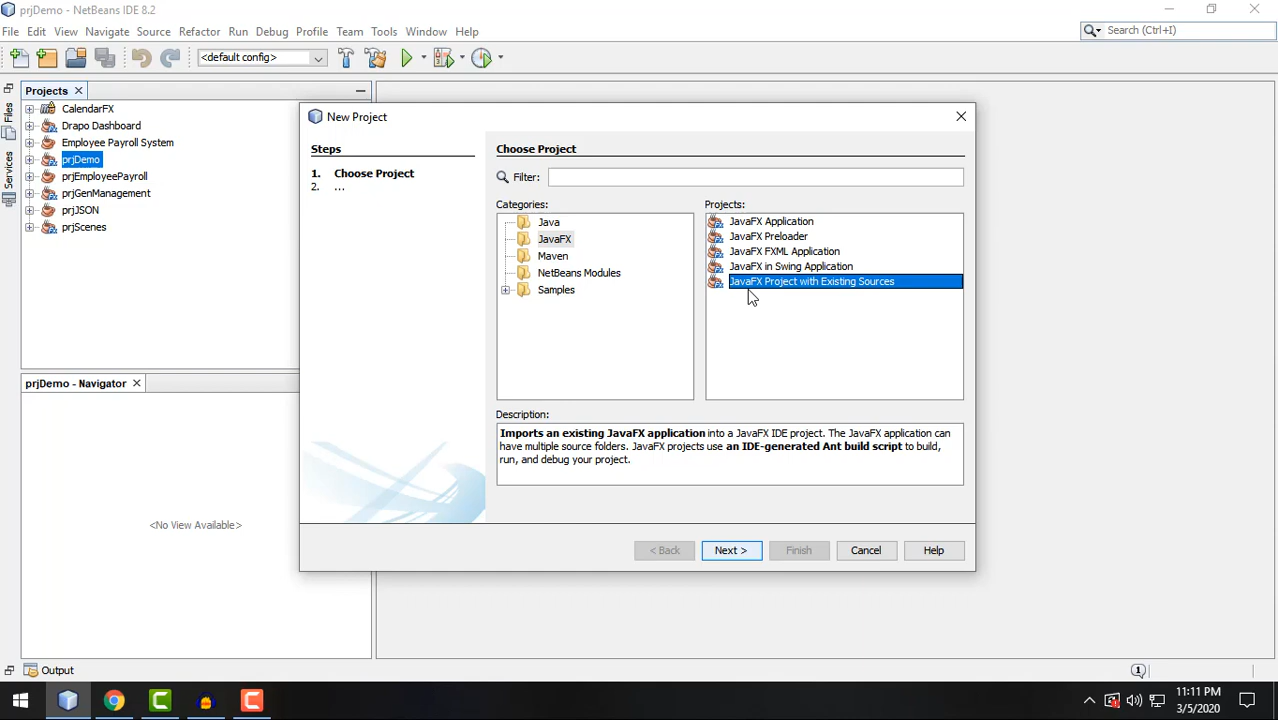 prjDemo - NetBeans IDE 8.2
File Edit View Navigate Source Refactor Run Debug Profile Team Tools Window Help
Search (Ctrl+I)
<default config>
Projects
Files
Services
CalendarFX
Drapo Dashboard
Employee Payroll System
prjDemo
prjEmployeePayroll
prjGenManagement
prjJSON
prjScenes
prjDemo - Navigator
<No View Available>
New Project
Steps
1. Choose Project
2. ...
Choose Project
Filter:
Categories:
Java
JavaFX
Maven
NetBeans Modules
Samples
Projects:
JavaFX Application
JavaFX Preloader
JavaFX FXML Application
JavaFX in Swing Application
JavaFX Project with Existing Sources
Description:
Imports an existing JavaFX application into a JavaFX IDE project. The JavaFX application can
have multiple source folders. JavaFX projects use an IDE-generated Ant build script to build,
run, and debug your project.
< Back Next > Finish Cancel Help
Output
1
11:11 PM
3/5/2020